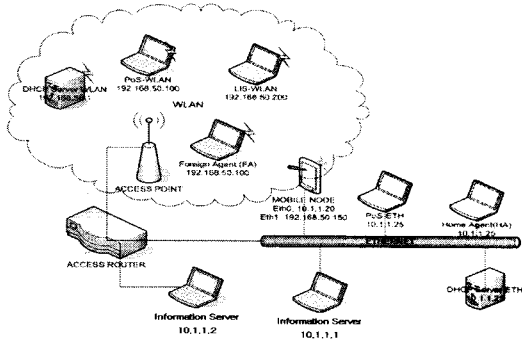 PoS-WLAN
192.168.50.100
LIS-WLAN
192.168.50.200
DHCP Server WLAN
WLAN
Foreign Agent (FA)
192.168.50.100
ACCESS POINT
MOBILE NODE
Eth0, 10.1.1.20
Eth1 192.168.50.150
PoS-ETH
10.1.1.25
Home Agent(HA)
10.1.1.25
ETHERNET
ACCESS ROUTER
DHCP Server ETH
Information Server
10,1,1,2
Information Server
10,1,1,1